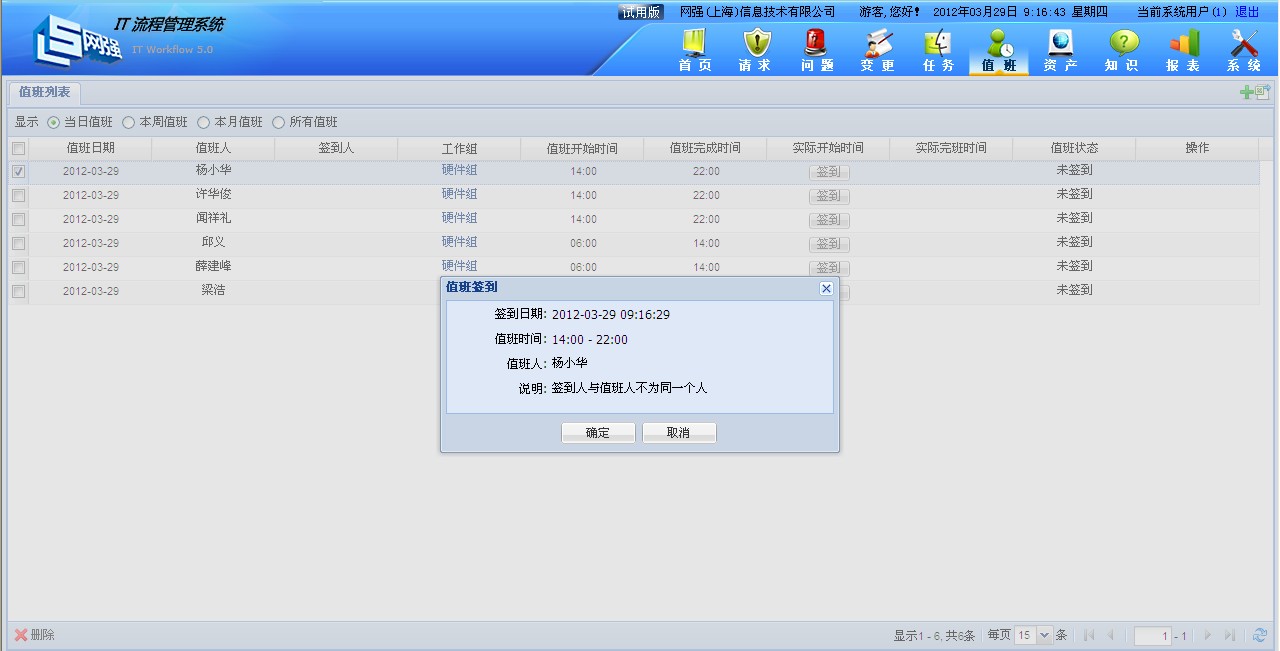 试用版 网强(上海)信息技术有限公司 游客,您好! 2012年03月29日 9:16:43 星期四 当前系统用户(1) 退出
网强 IT 流程管理系统
IT Workflow 5.0
首页 请求 问题 变更 任务 值班 资产 知识 报表 系统
值班列表
显示 当日值班 本周值班 本月值班 所有值班
值班日期 值班人 签到人 工作组 值班开始时间 值班完成时间 实际开始时间 实际完班时间 值班状态 操作
2012-03-29 杨小华 硬件组 14:00 22:00 签到 未签到
2012-03-29 许华俊 硬件组 14:00 22:00 签到 未签到
2012-03-29 闻祥礼 硬件组 14:00 22:00 签到 未签到
2012-03-29 邱义 硬件组 06:00 14:00 签到 未签到
2012-03-29 薛建峰 硬件组 06:00 14:00 签到 未签到
2012-03-29 梁洁 未签到
值班签到
签到日期: 2012-03-29 09:16:29
值班时间: 14:00 - 22:00
值班人: 杨小华
说明: 签到人与值班人不为同一个人
确定 取消
删除 显示1 - 6, 共6条 每页 15 条 1 - 1